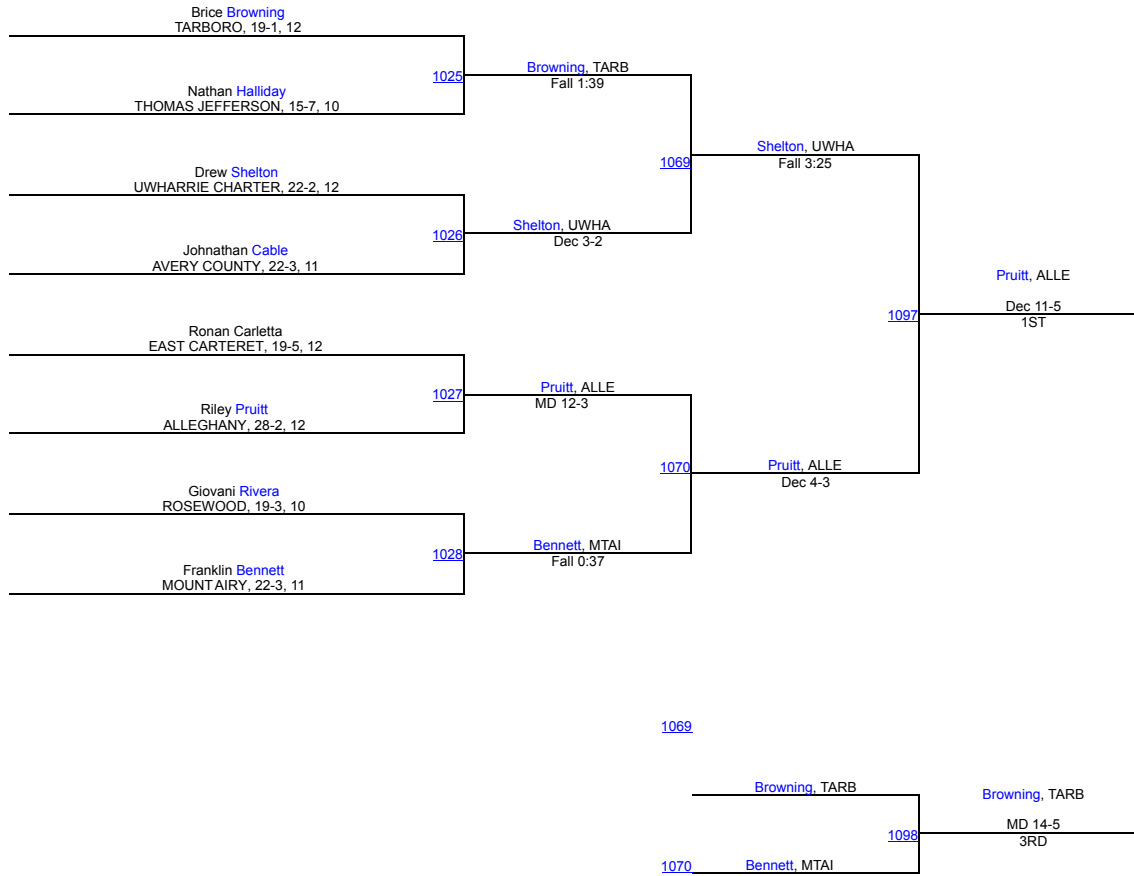 Brice Browning
TARBORO, 19-1, 12
1025
Browning, TARB
Fall 1:39
Nathan Halliday
THOMAS JEFFERSON, 15-7, 10
1069
Shelton, UWHA
Fall 3:25
Drew Shelton
UWHARRIE CHARTER, 22-2, 12
1026
Shelton, UWHA
Dec 3-2
Johnathan Cable
AVERY COUNTY, 22-3, 11
1097
Pruitt, ALLE
Dec 11-5
1ST
Ronan Carletta
EAST CARTERET, 19-5, 12
1027
Pruitt, ALLE
MD 12-3
Riley Pruitt
ALLEGHANY, 28-2, 12
1070
Pruitt, ALLE
Dec 4-3
Giovani Rivera
ROSEWOOD, 19-3, 10
1028
Bennett, MTAI
Fall 0:37
Franklin Bennett
MOUNT AIRY, 22-3, 11
1069
Browning, TARB
1098
Browning, TARB
MD 14-5
3RD
1070
Bennett, MTAI